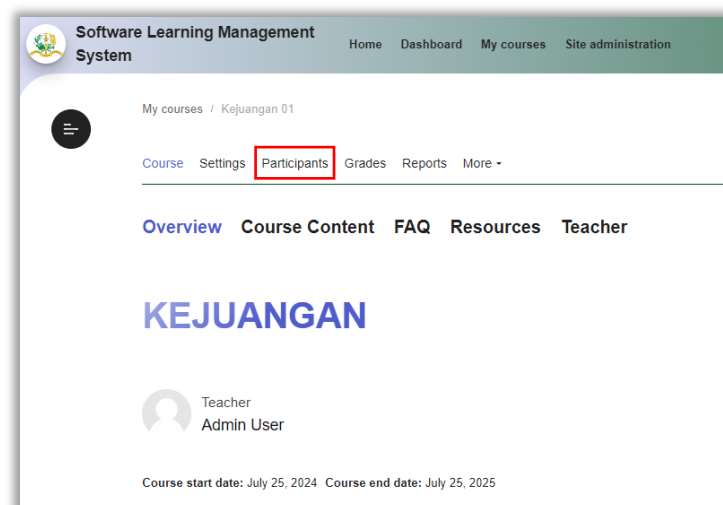 Software Learning Management System
Home Dashboard My courses Site administration
My courses / Kejuangan 01
Course Settings Participants Grades Reports More
Overview Course Content FAQ Resources Teacher
KEJUANGAN
Teacher
Admin User
Course start date: July 25, 2024 Course end date: July 25, 2025